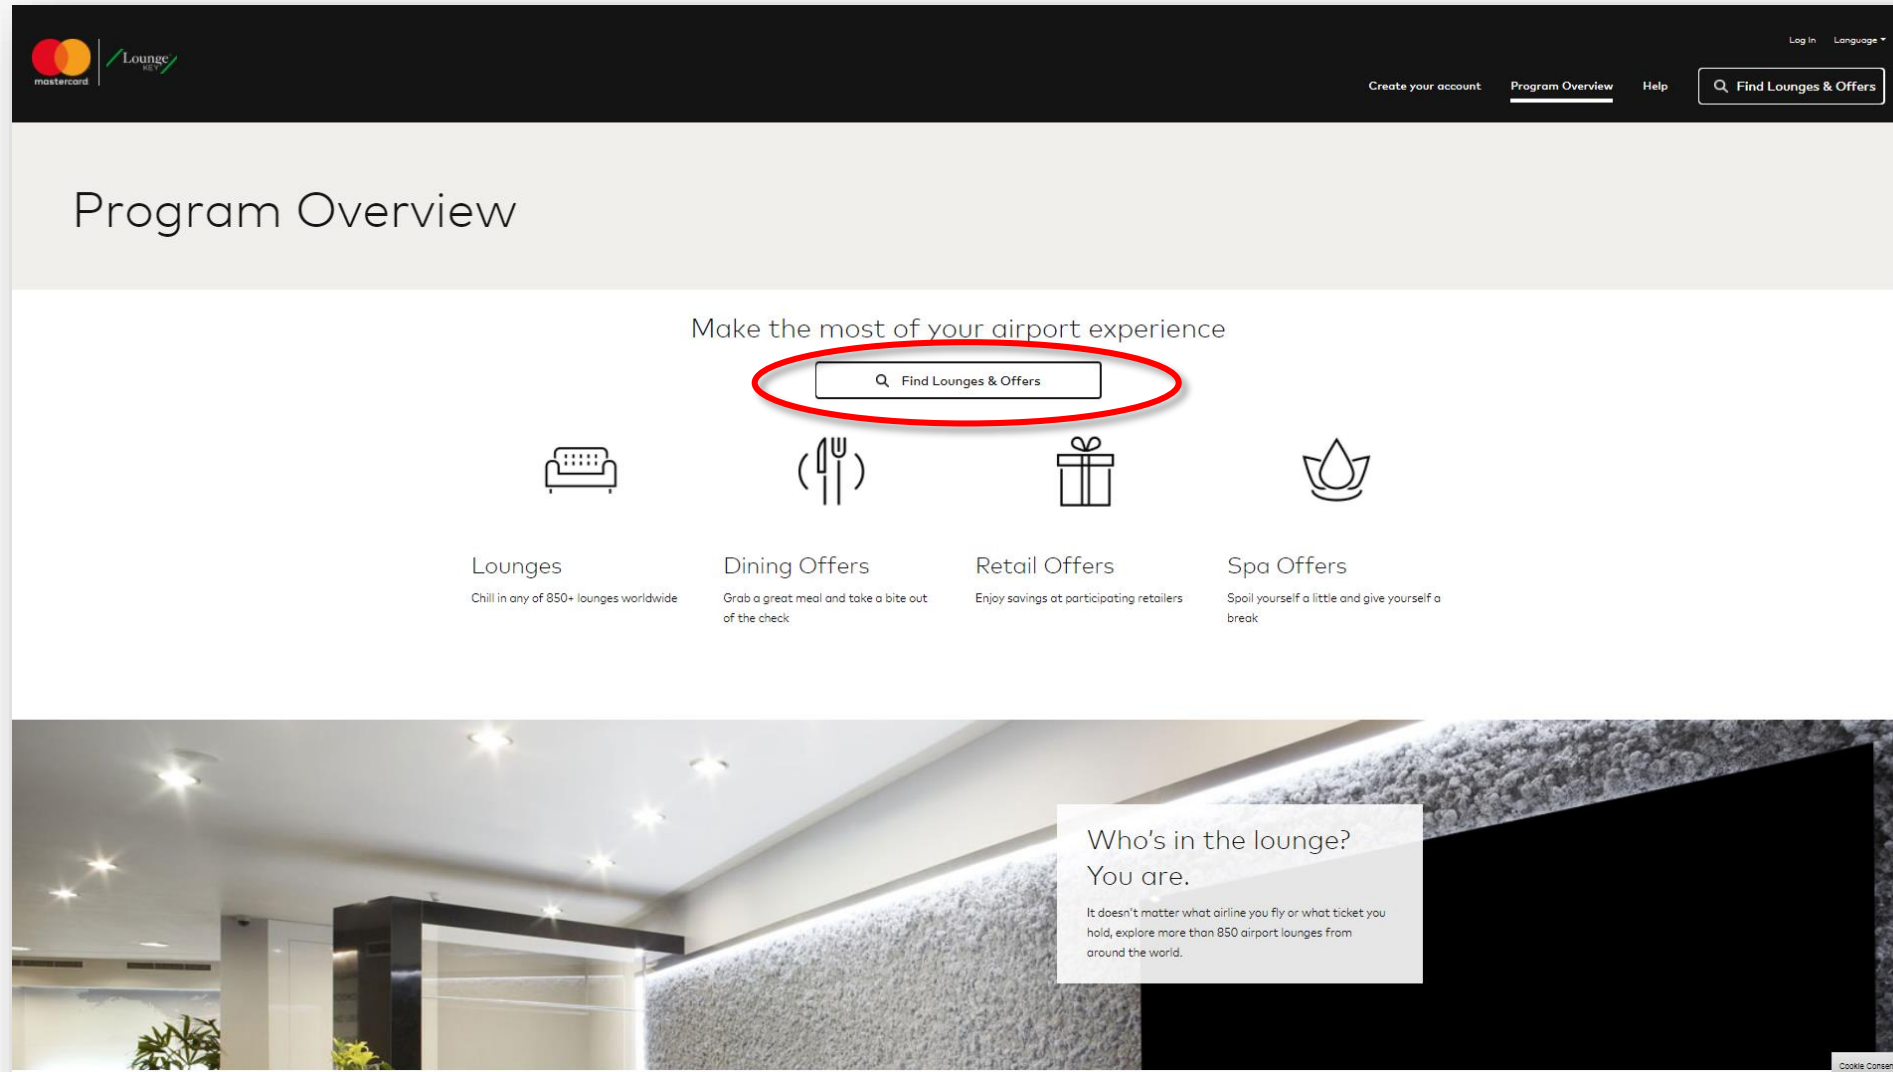 mastercard
Lounge
KEY
Log In Language
Create your account Program Overview Help Find Lounges & Offers
Program Overview
Make the most of your airport experience
Find Lounges & Offers
Lounges
Chill in any of 850+ lounges worldwide
Dining Offers
Grab a great meal and take a bite out
of the check
Retail Offers
Enjoy savings at participating retailers
Spa Offers
Spoil yourself a little and give yourself a
break
Who's in the lounge?
You are.
It doesn't matter what airline you fly or what ticket you
hold, explore more than 850 airport lounges from
around the world.
Cookie Consen